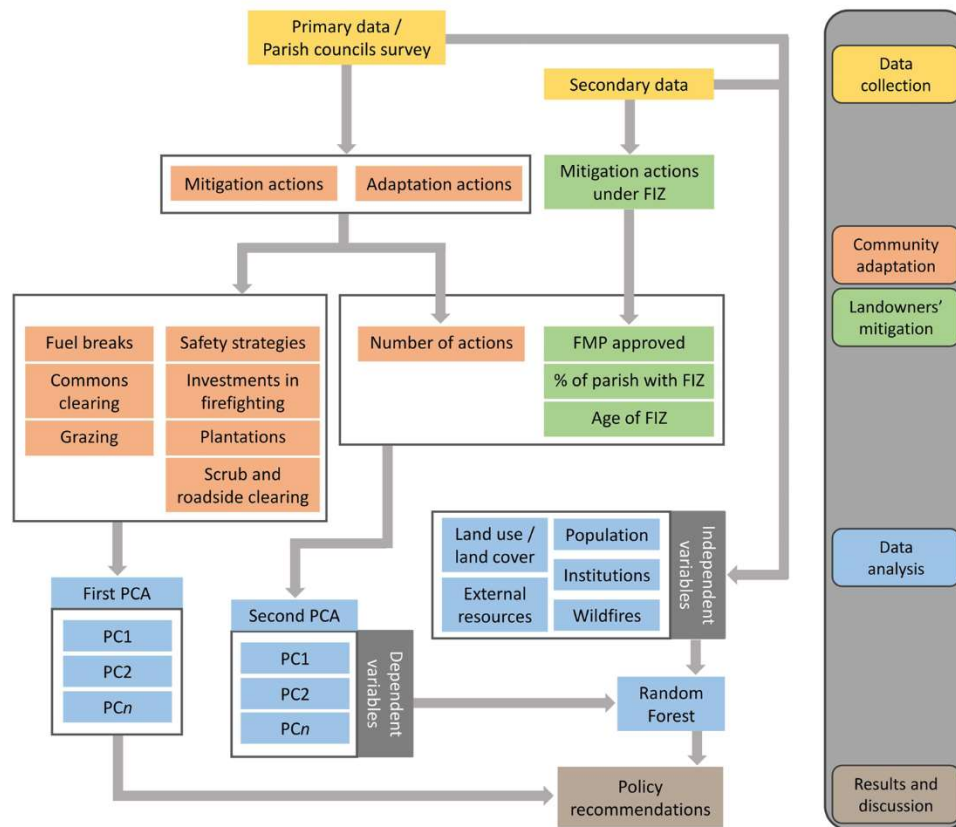 Primary data /
Parish councils survey
Secondary data
Mitigation actions
Adaptation actions
Mitigation actions
under FIZ
Fuel breaks
Commons
clearing
Grazing
Safety strategies
Investments in
firefighting
Plantations
Scrub and
roadside clearing
Number of actions
FMP approved
% of parish with FIZ
Age of FIZ
Land use /
land cover
External
resources
Population
Institutions
Wildfires
Independent
variables
First PCA
PC1
PC2
PCn
Second PCA
PC1
PC2
PCn
Dependent
variables
Random
Forest
Policy
recommendations
Data
collection
Community
adaptation
Landowners’
mitigation
Data
analysis
Results and
discussion